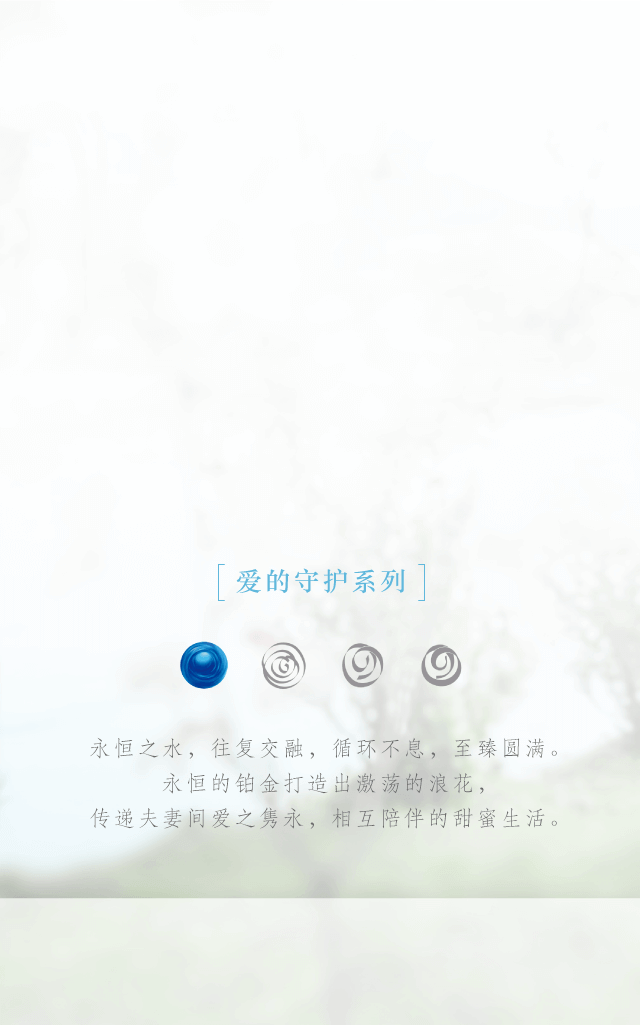 [ 爱的守护系列 ]
永恒之水，往复交融，循环不息，至臻圆满。
永恒的铂金打造出激荡的浪花，
传递夫妻间爱之隽永，相互陪伴的甜蜜生活。